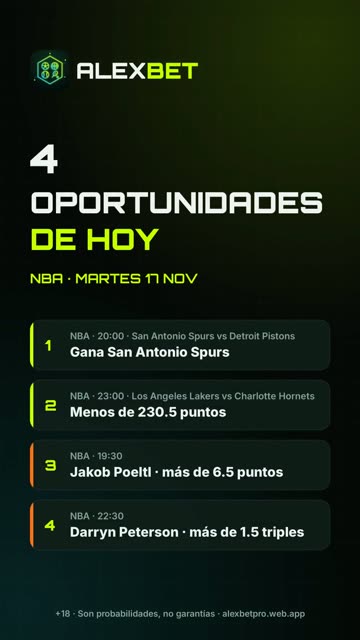 ALEXBET
4
OPORTUNIDADES
DE HOY
NBA · MARTES 17 NOV
1
NBA · 20:00 · San Antonio Spurs vs Detroit Pistons
Gana San Antonio Spurs
2
NBA · 23:00 · Los Angeles Lakers vs Charlotte Hornets
Menos de 230.5 puntos
3
NBA · 19:30
Jakob Poeltl · más de 6.5 puntos
4
NBA · 22:30
Darryn Peterson · más de 1.5 triples
+18 · Son probabilidades, no garantías · alexbetpro.web.app